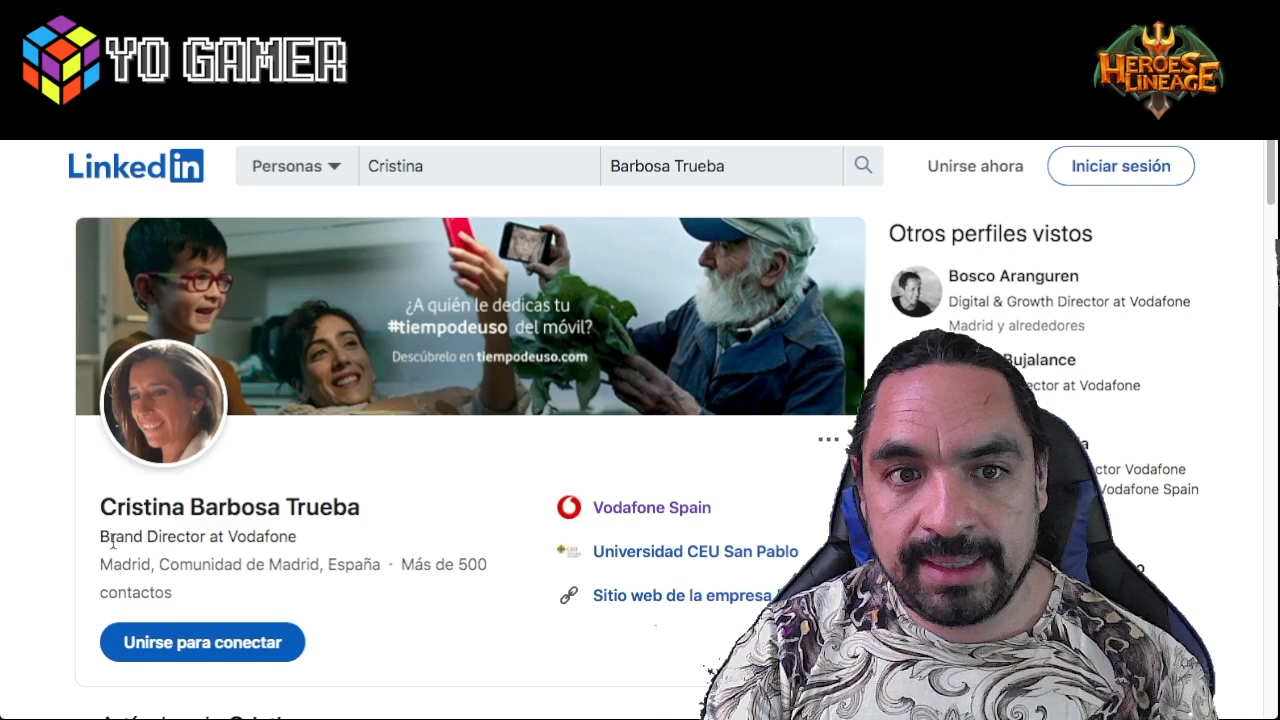 YO GAMER
HEROES
LINEAGE
LinkedIn
Personas
Cristina
Barbosa Trueba
Unirse ahora
Iniciar sesión
¿A quién le dedicas tu
#tiempodeuso del móvil?
Descúbrelo en tiempodeuso.com
Otros perfiles vistos
Bosco Aranguren
Digital & Growth Director at Vodafone
Madrid y alrededores
Bujalance
at Vodafone
Vodafone
Vodafone Spain
Cristina Barbosa Trueba
Brand Director at Vodafone
Madrid, Comunidad de Madrid, España · Más de 500
contactos
Unirse para conectar
Vodafone Spain
Universidad CEU San Pablo
Sitio web de la empresa